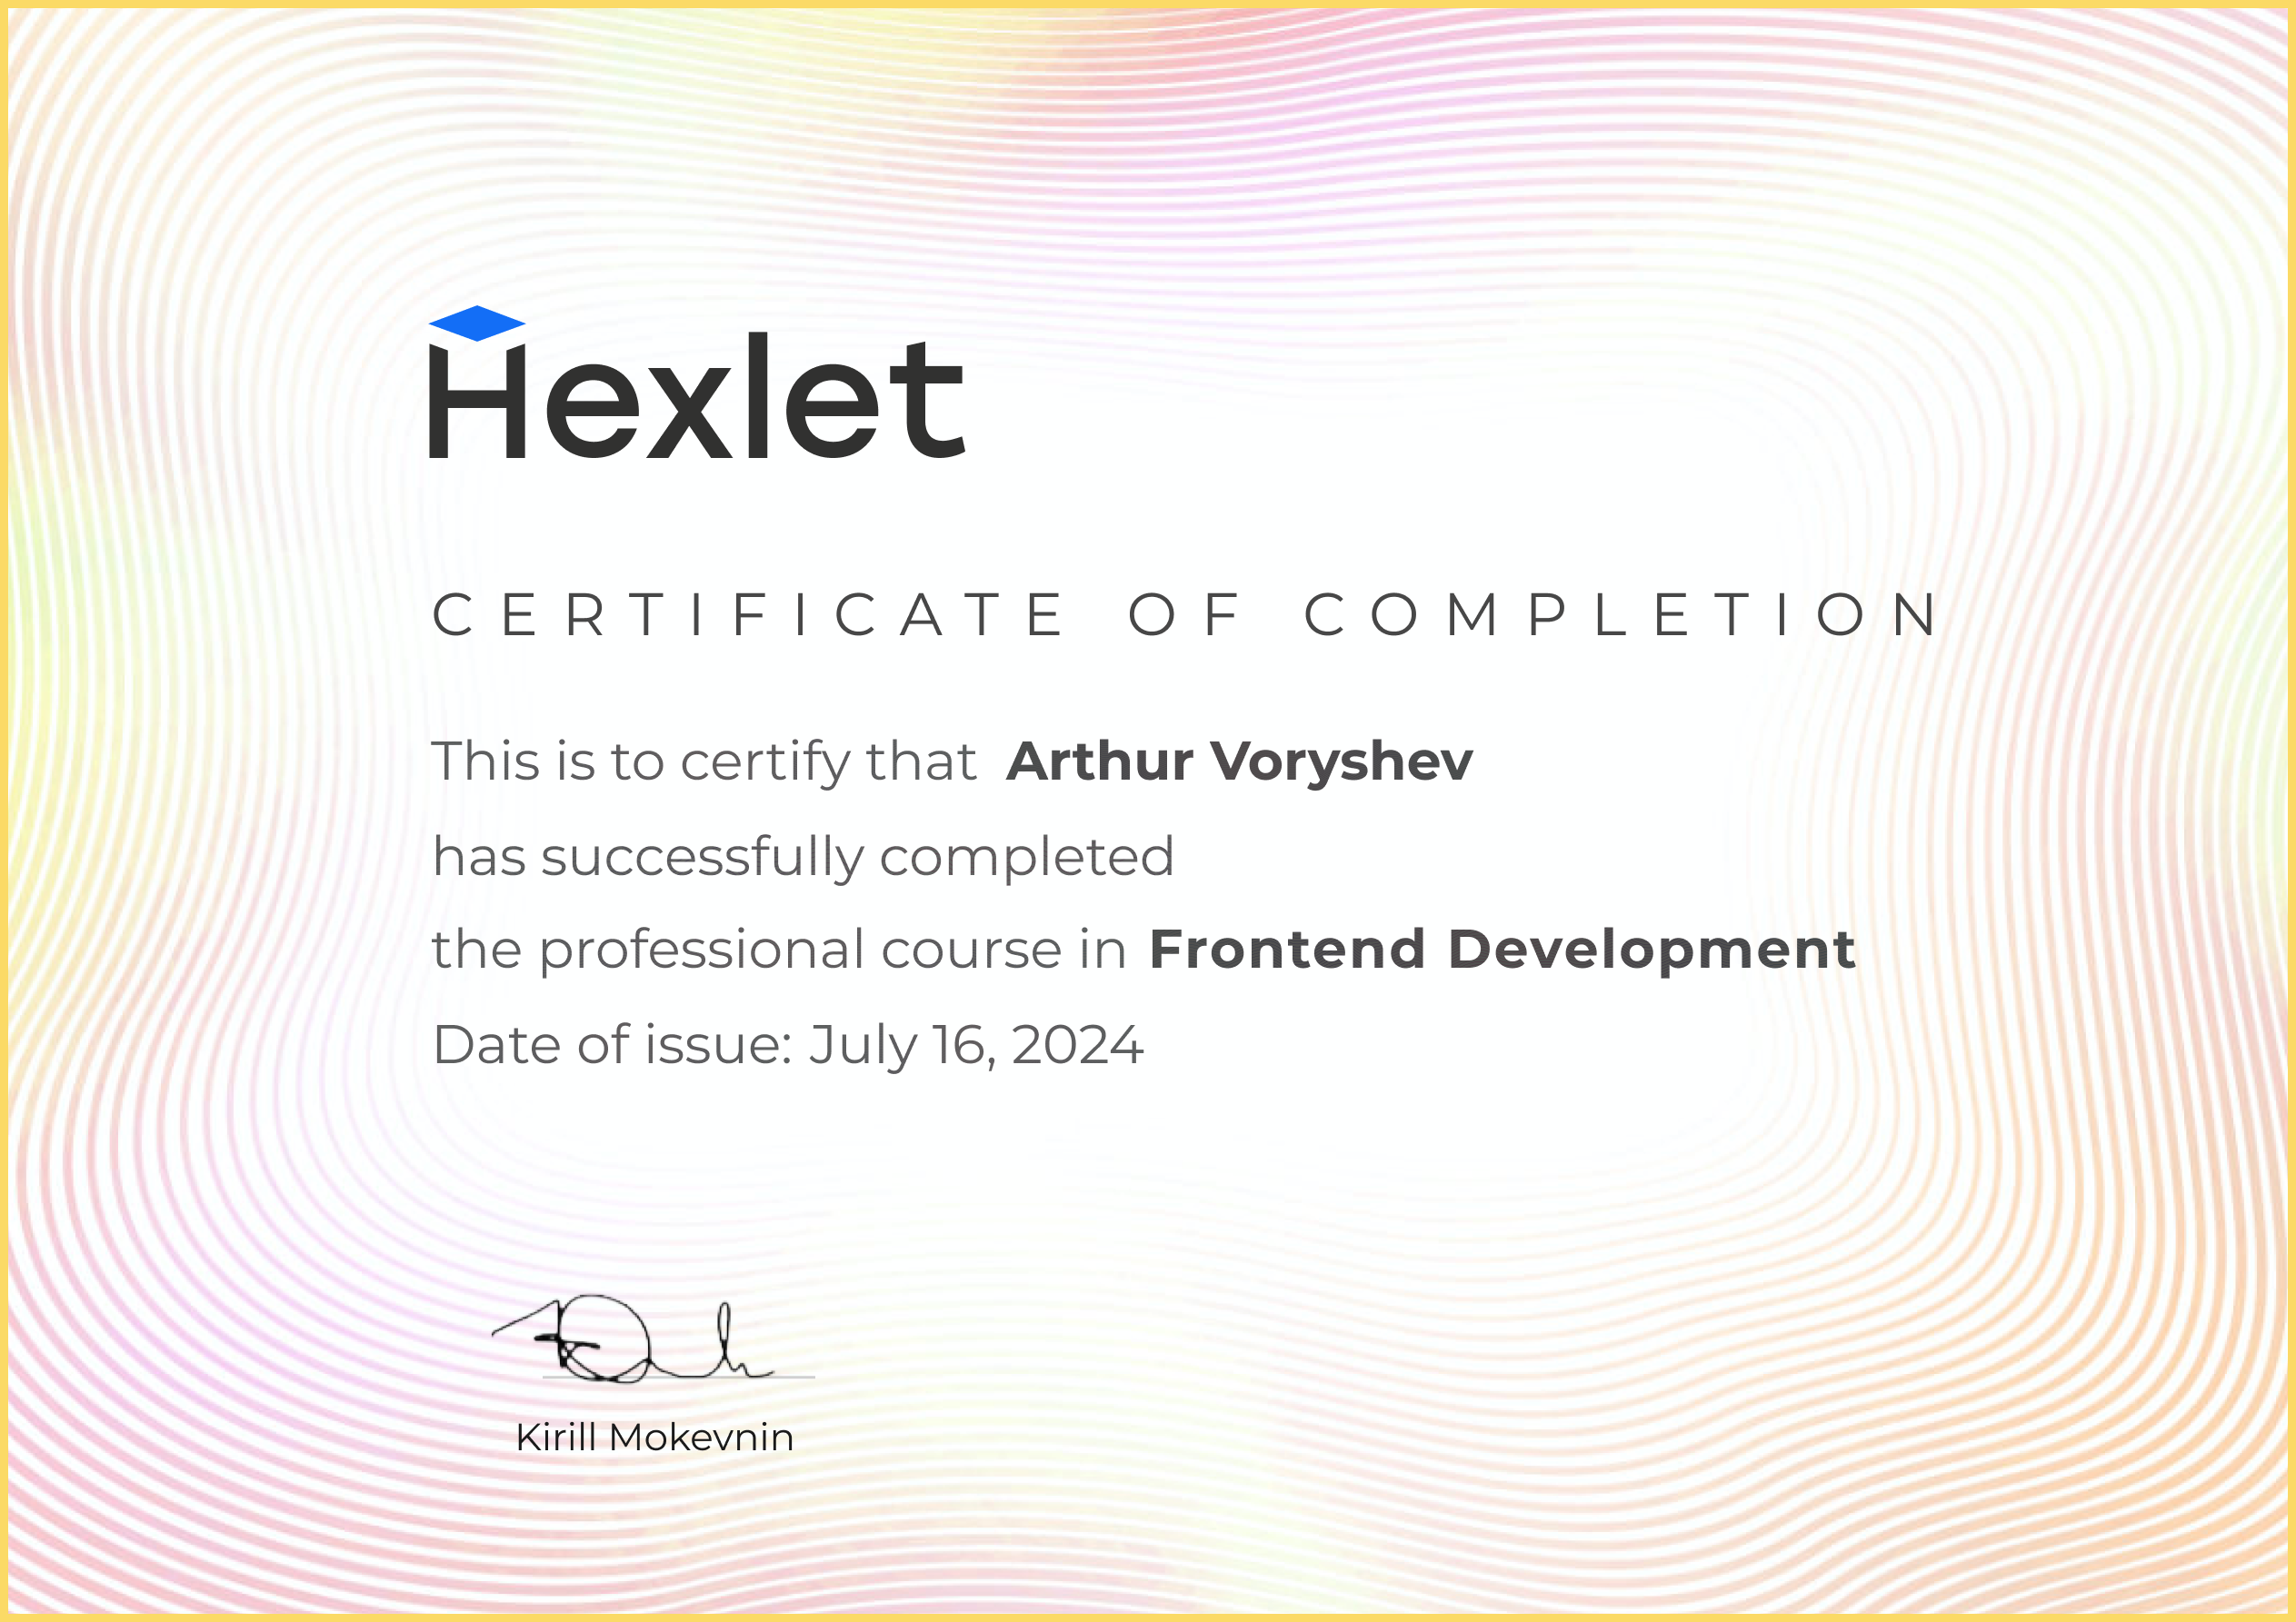 Hexlet
CERTIFICATE OF COMPLETION
This is to certify that Arthur Voryshev
has successfully completed
the professional course in Frontend Development
Date of issue: July 16, 2024
Kirill Mokevnin